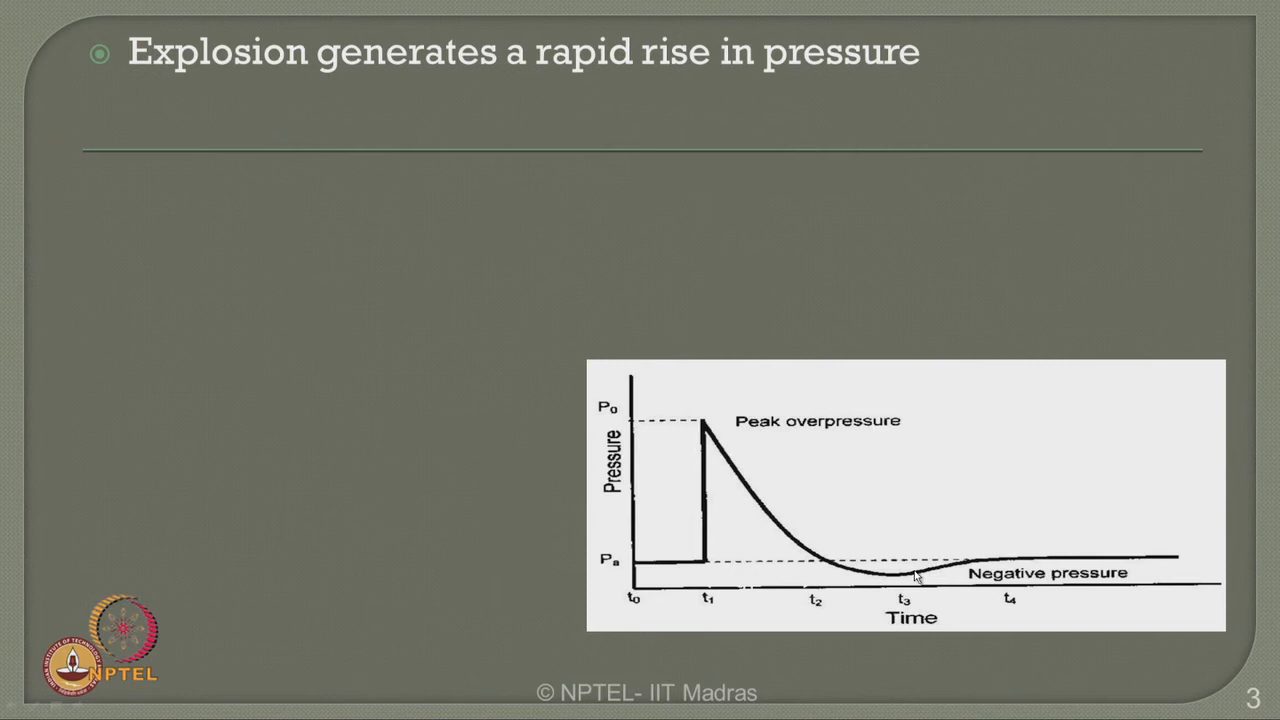 Explosion generates a rapid rise in pressure
P₀
Peak overpressure
Pressure
Pₐ
Negative pressure
t₀ t₁ t₂ t₃ t₄
Time
NPTEL
© NPTEL- IIT Madras
3